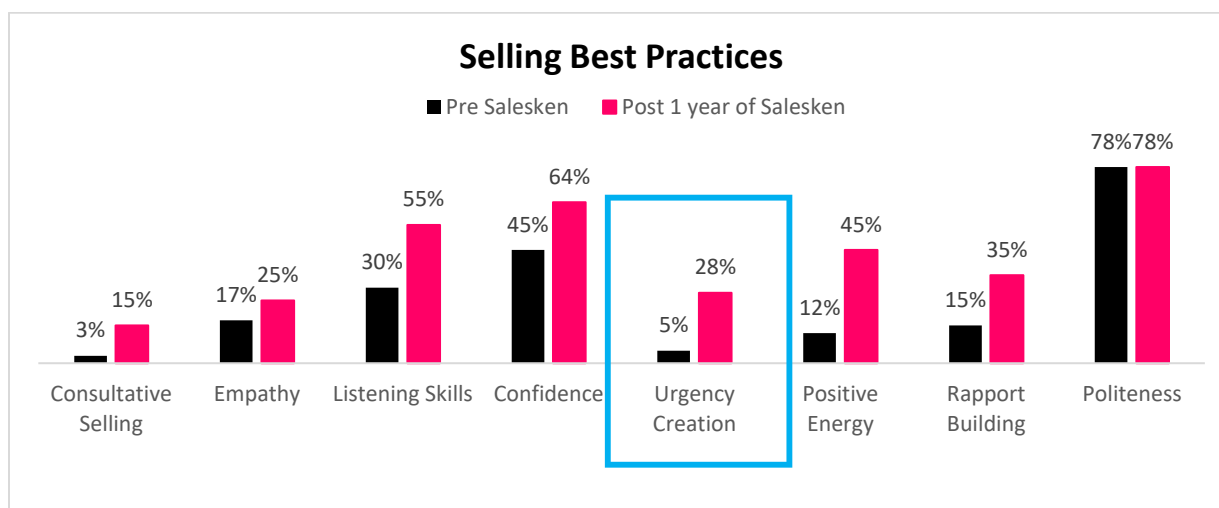 Selling Best Practices
Pre Salesken Post 1 year of Salesken
3% 15% 17% 25% 30% 55% 45% 64% 5% 28% 12% 45% 15% 35% 78% 78%
Consultative Selling
Empathy
Listening Skills
Confidence
Urgency
Creation
Positive
Energy
Rapport
Building
Politeness